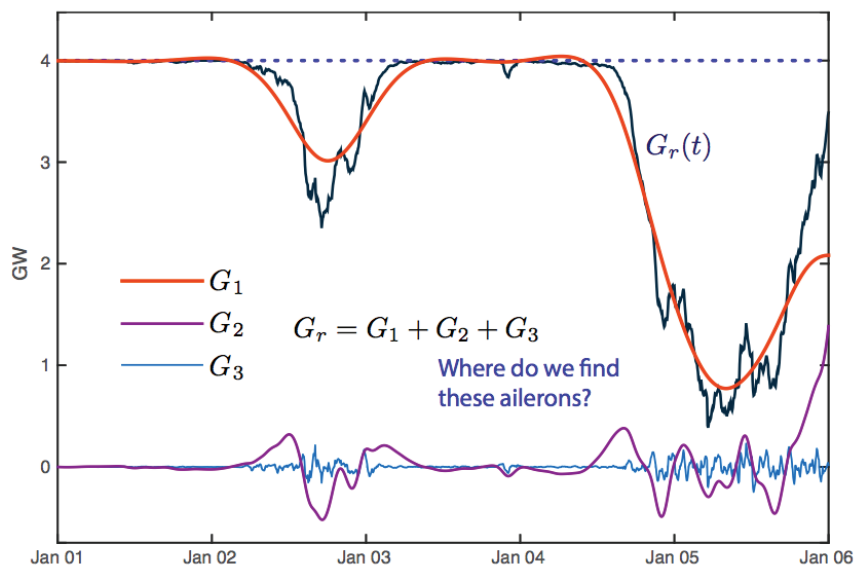 4
3
2
1
0
GW
G_r(t)
G_1
G_2
G_3
G_r = G_1 + G_2 + G_3
Where do we find
these ailerons?
Jan 01 Jan 02 Jan 03 Jan 04 Jan 05 Jan 06